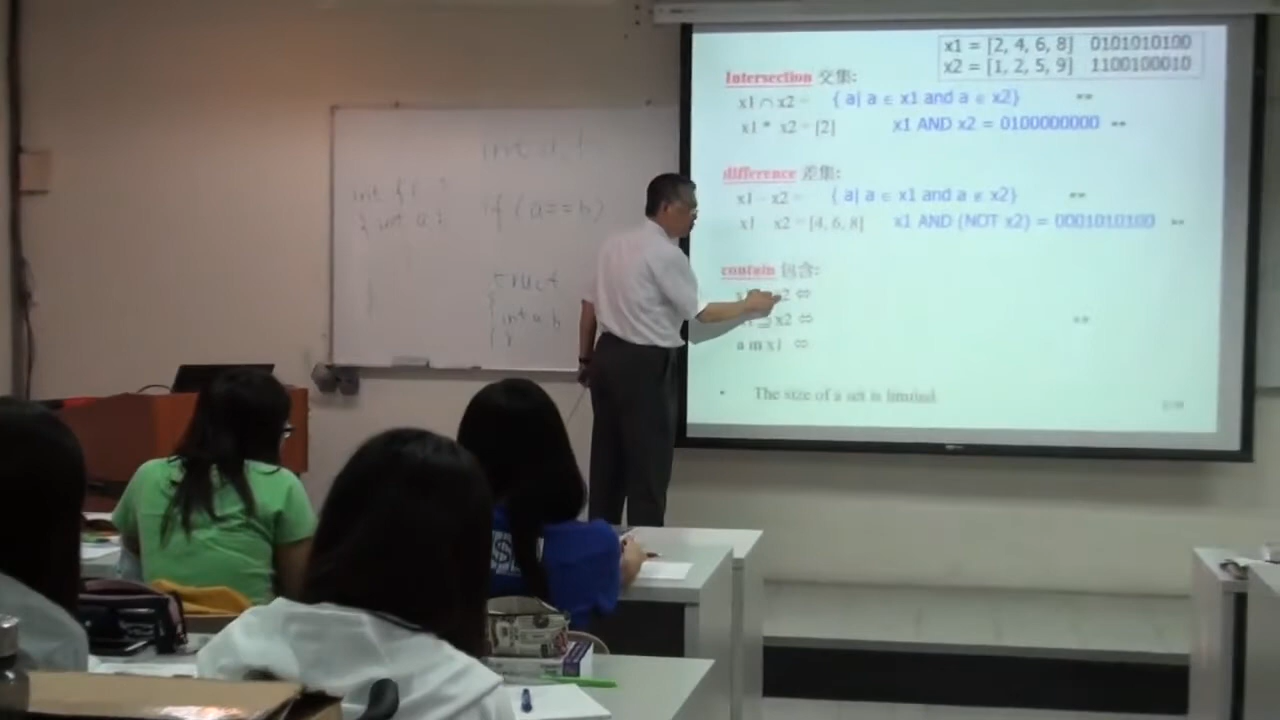 x1 = [2, 4, 6, 8] 0101010100
x2 = [1, 2, 5, 9] 1100100010
Intersection 交集:
x1 ∩ x2 = { a| a ∈ x1 and a ∈ x2}
x1 * x2 = [2] x1 AND x2 = 0100000000
difference 差集:
x1 - x2 = { a| a ∈ x1 and a ∉ x2}
x1 x2 = [4, 6, 8] x1 AND (NOT x2) = 0001010100
contain 包含:
x2 ⇔
x1 ⊇ x2 ⇔
a in x1 ⇔
• The size of a set is limited.
int
if (a==b)
{ int a
int a b